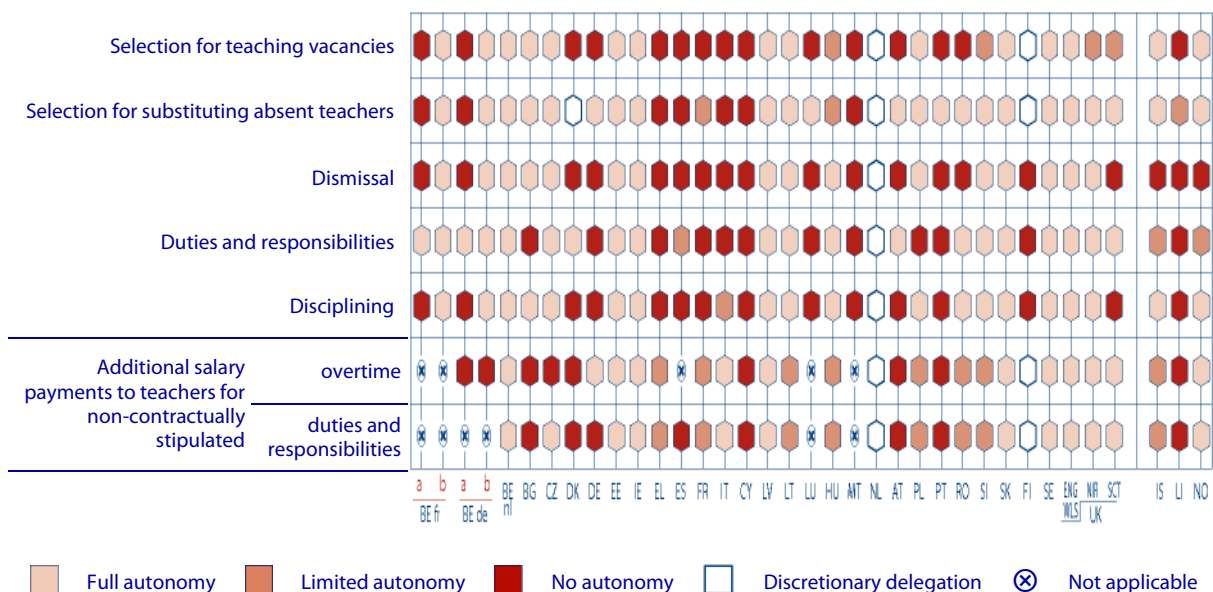 Selection for teaching vacancies
Selection for substituting absent teachers
Dismissal
Duties and responsibilities
Disciplining
Additional salary
payments to teachers for
non-contractually
stipulated
overtime
duties and
responsibilities
a b a b BE BG CZ DK DE EE IE EL ES FR IT CY LV LT LU HU MT NL AT PL PT RO SI SK FI SE ENG NIR SCT IS LI NO
BE fr BE de nl WLS UK
Full autonomy Limited autonomy No autonomy Discretionary delegation Not applicable